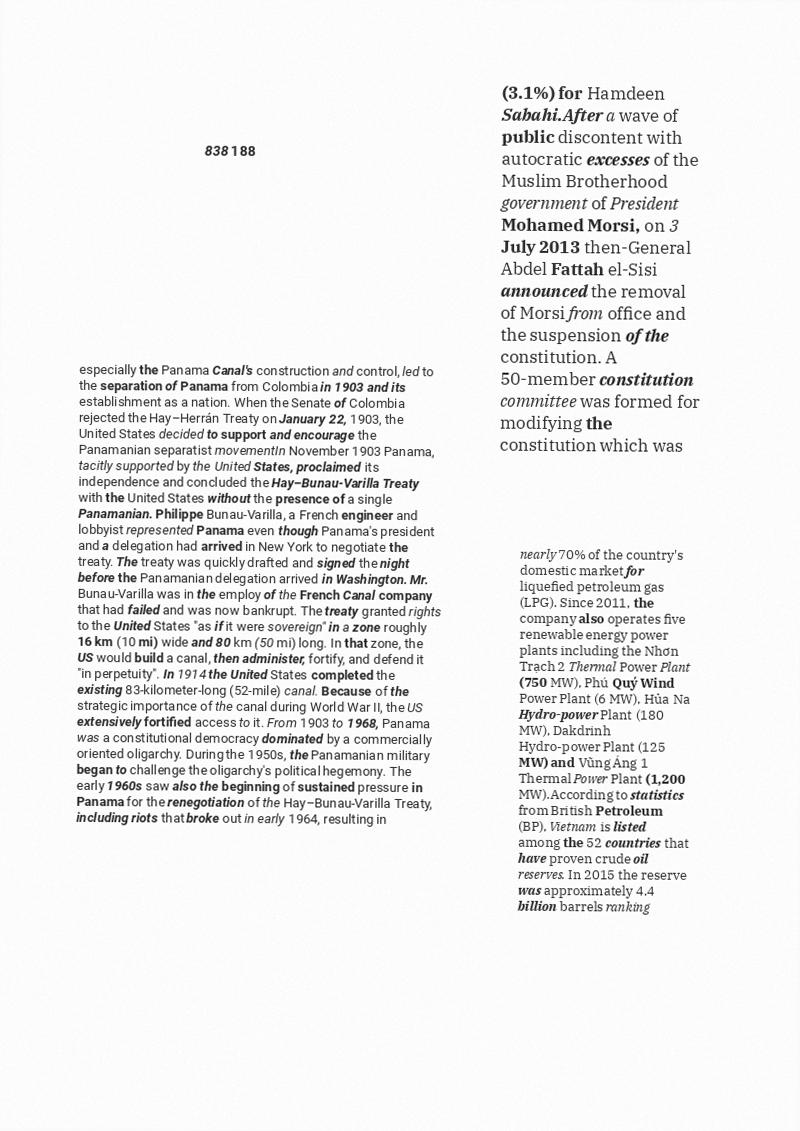 838 188
especially the Panama Canal's construction and control, led to
the separation of Panama from Colombia in 1903 and its
establishment as a nation. When the Senate of Colombia
rejected the Hay–Herrán Treaty on January 22, 1903, the
United States decided to support and encourage the
Panamanian separatist movementIn November 1903 Panama,
tacitly supported by the United States, proclaimed its
independence and concluded the Hay–Bunau-Varilla Treaty
with the United States without the presence of a single
Panamanian. Philippe Bunau-Varilla, a French engineer and
lobbyist represented Panama even though Panama's president
and a delegation had arrived in New York to negotiate the
treaty. The treaty was quickly drafted and signed the night
before the Panamanian delegation arrived in Washington. Mr.
Bunau-Varilla was in the employ of the French Canal company
that had failed and was now bankrupt. The treaty granted rights
to the United States "as if it were sovereign" in a zone roughly
16 km (10 mi) wide and 80 km (50 mi) long. In that zone, the
US would build a canal, then administer, fortify, and defend it
"in perpetuity". In 1914 the United States completed the
existing 83-kilometer-long (52-mile) canal. Because of the
strategic importance of the canal during World War II, the US
extensively fortified access to it. From 1903 to 1968, Panama
was a constitutional democracy dominated by a commercially
oriented oligarchy. During the 1950s, the Panamanian military
began to challenge the oligarchy's political hegemony. The
early 1960s saw also the beginning of sustained pressure in
Panama for the renegotiation of the Hay–Bunau-Varilla Treaty,
including riots that broke out in early 1964, resulting in
(3.1%) for Hamdeen
Sabahi.After a wave of
public discontent with
autocratic excesses of the
Muslim Brotherhood
government of President
Mohamed Morsi, on 3
July 2013 then-General
Abdel Fattah el-Sisi
announced the removal
of Morsi from office and
the suspension of the
constitution. A
50-member constitution
committee was formed for
modifying the
constitution which was
nearly 70% of the country's
domestic market for
liquefied petroleum gas
(LPG). Since 2011, the
company also operates five
renewable energy power
plants including the Nhơn
Trạch 2 Thermal Power Plant
(750 MW), Phú Quý Wind
Power Plant (6 MW), Hủa Na
Hydro-power Plant (180
MW), Dakdrinh
Hydro-power Plant (125
MW) and Vũng Áng 1
Thermal Power Plant (1,200
MW).According to statistics
from British Petroleum
(BP), Vietnam is listed
among the 52 countries that
have proven crude oil
reserves. In 2015 the reserve
was approximately 4.4
billion barrels ranking